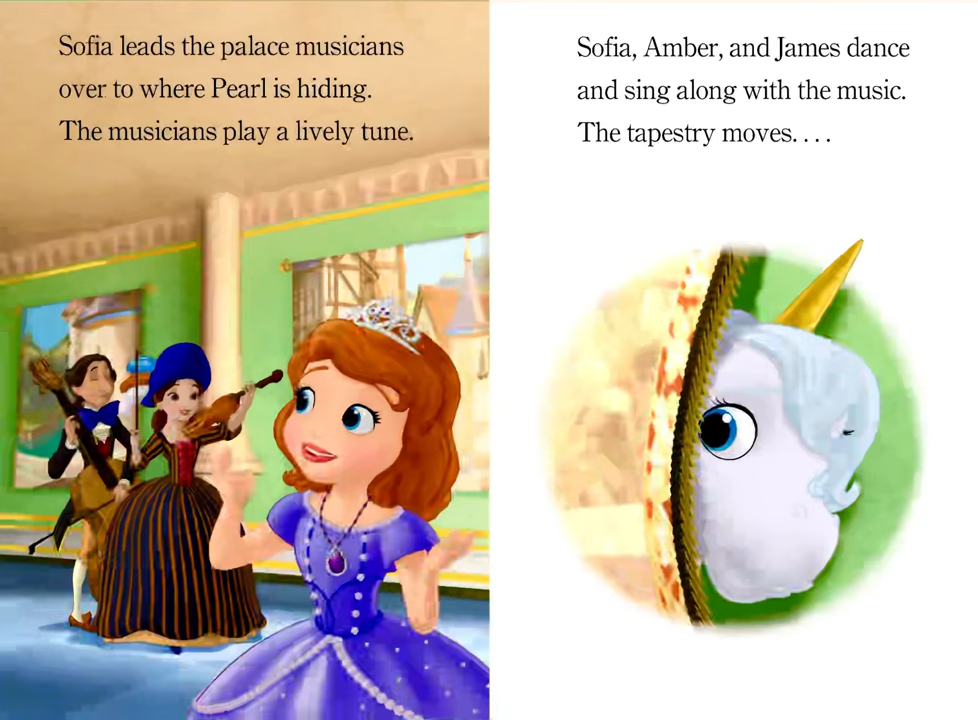 Sofia leads the palace musicians
over to where Pearl is hiding.
The musicians play a lively tune.
Sofia, Amber, and James dance
and sing along with the music.
The tapestry moves. . . .